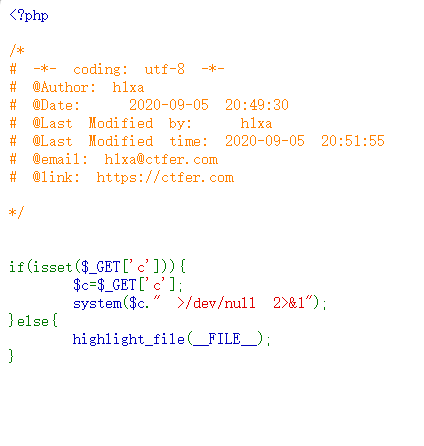 <?php

/*
# -*- coding: utf-8 -*-
# @Author: h1xa
# @Date:   2020-09-05 20:49:30
# @Last Modified by:   h1xa
# @Last Modified time: 2020-09-05 20:51:55
# @email: h1xa@ctfer.com
# @link: https://ctfer.com

*/


if(isset($_GET['c'])){
    $c=$_GET['c'];
    system($c." >/dev/null 2>&1");
}else{
    highlight_file(__FILE__);
}